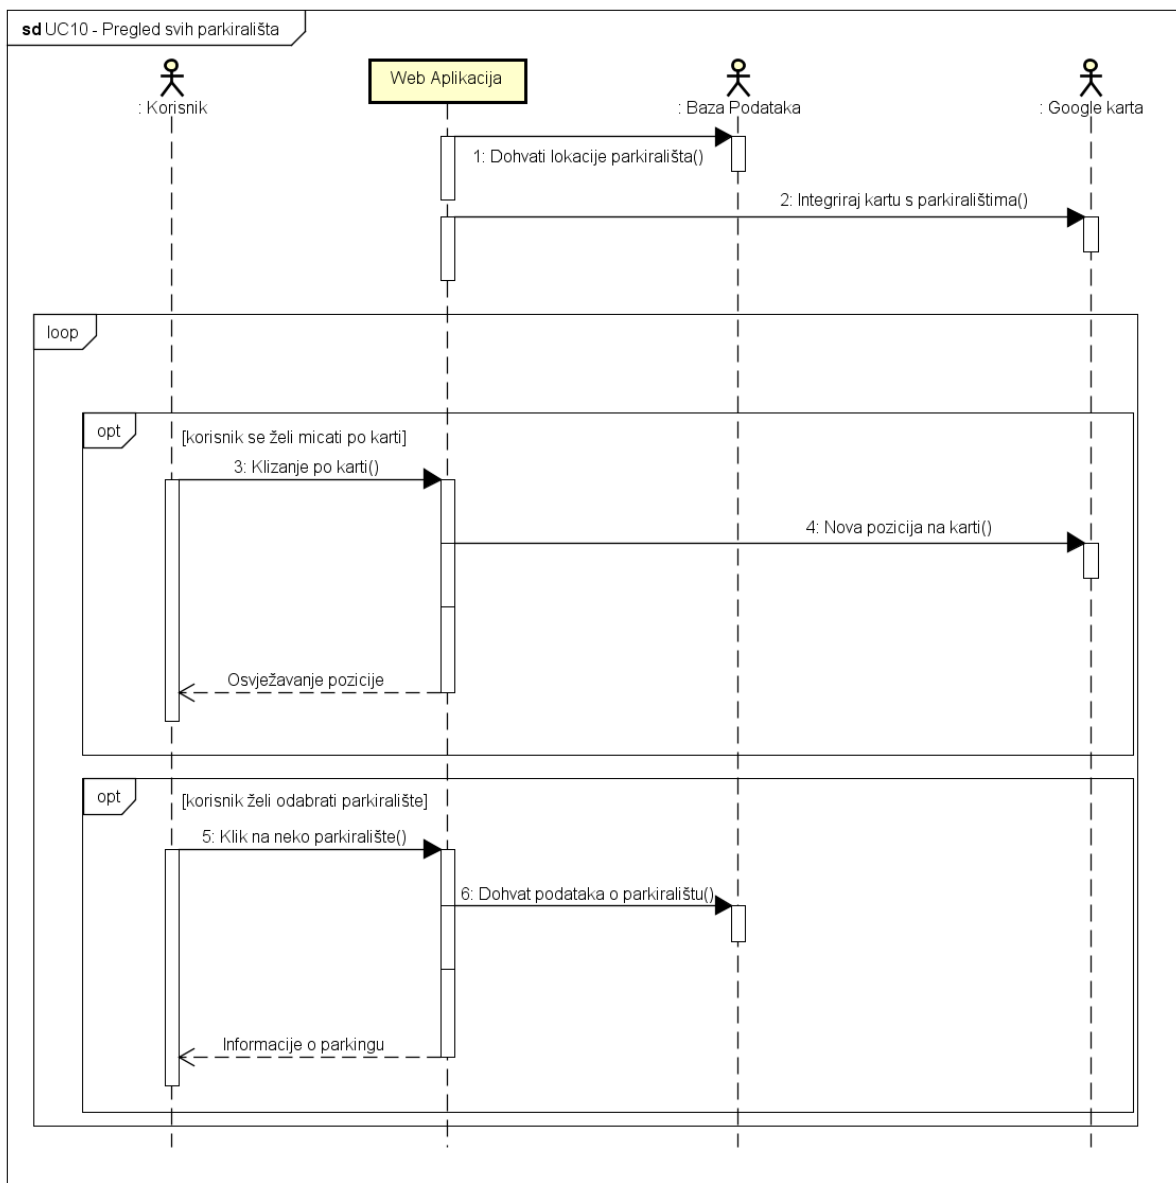 sd UC10 - Pregled svih parkirališta
: Korisnik
Web Aplikacija
: Baza Podataka
: Google karta
1: Dohvati lokacije parkirališta()
2: Integriraj kartu s parkiralištima()
loop
opt
[korisnik se želi micati po karti]
3: Klizanje po karti()
4: Nova pozicija na karti()
Osvježavanje pozicije
opt
[korisnik želi odabrati parkiralište]
5: Klik na neko parkiralište()
6: Dohvat podataka o parkiralištu()
Informacije o parkingu